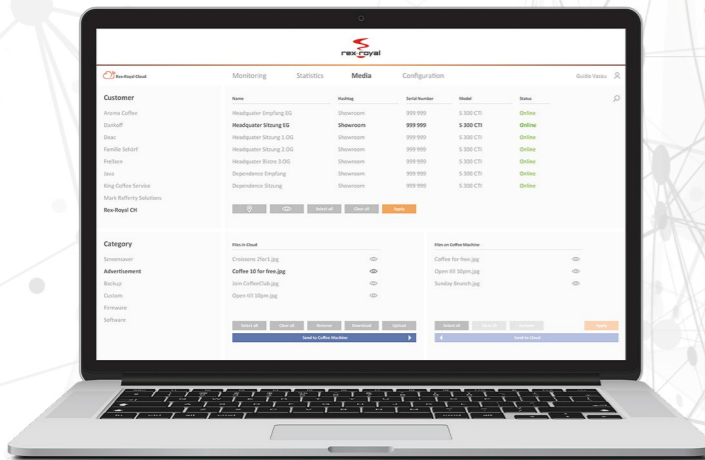 rex-royal
Rex-Royal Cloud
Monitoring Statistics Media Configuration
Customer
Name Hashtag Serial Number Model Status
Aroma Coffee
Headquater Empfang EG Showroom 999 999 S 300 CTI Online
Headquater Sitzung EG Showroom 999 999 S 300 CTI Online
Headquater Sitzung 1.OG Showroom 999 999 S 300 CTI Online
Familie Schärf
Headquater Sitzung 2.OG Showroom 999 999 S 300 CTI Online
Headquater Bistro 3.OG Showroom 999 999 S 300 CTI Online
Dependence Empfang Showroom 999 999 S 300 CTI Online
King Coffee Service
Dependence Sitzung Showroom 999 999 S 300 CTI Online
Mark Rafferty Solutions
Rex-Royal CH
Select all Clear all Apply
Category
Files in Cloud
Files on Coffee Machine
Screensaver
Croissons 2for1.jpg
Coffee for free.jpg
Advertisement
Coffee 10 for free.jpg
Open till 10pm.jpg
Backup
Join CoffeeClub.jpg
Sunday Brunch.jpg
Custom
Open till 10pm.jpg
Firmware
Software
Select all Clear all Remove Download Upload
Select all Apply
Send to Coffee Machine
Send to Cloud